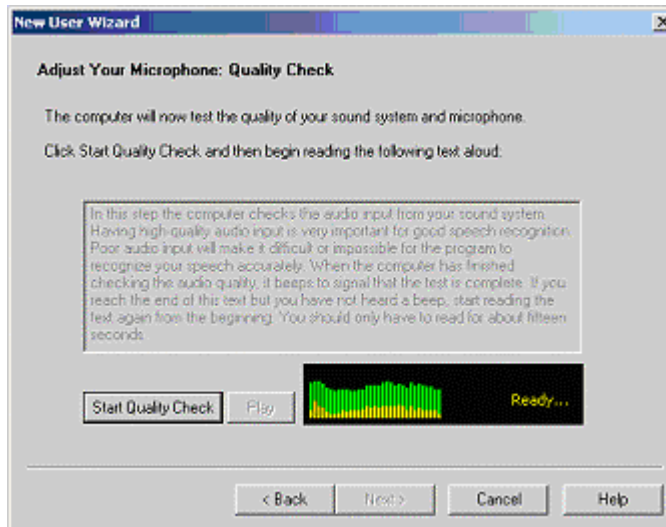 New User Wizard
Adjust Your Microphone: Quality Check
The computer will now test the quality of your sound system and microphone.
Click Start Quality Check and then begin reading the following text aloud:
In this step the computer checks the audio input from your sound system.
Having high-quality audio input is very important for good speech recognition.
Poor audio input will make it difficult or impossible for the program to
recognize your speech accurately. When the computer has finished
checking the audio quality, it beeps to signal that the test is complete. If you
reach the end of this text but you have not heard a beep, start reading the
text again from the beginning. You should only have to read for about fifteen
seconds.
Start Quality Check Play Ready...
< Back Next > Cancel Help